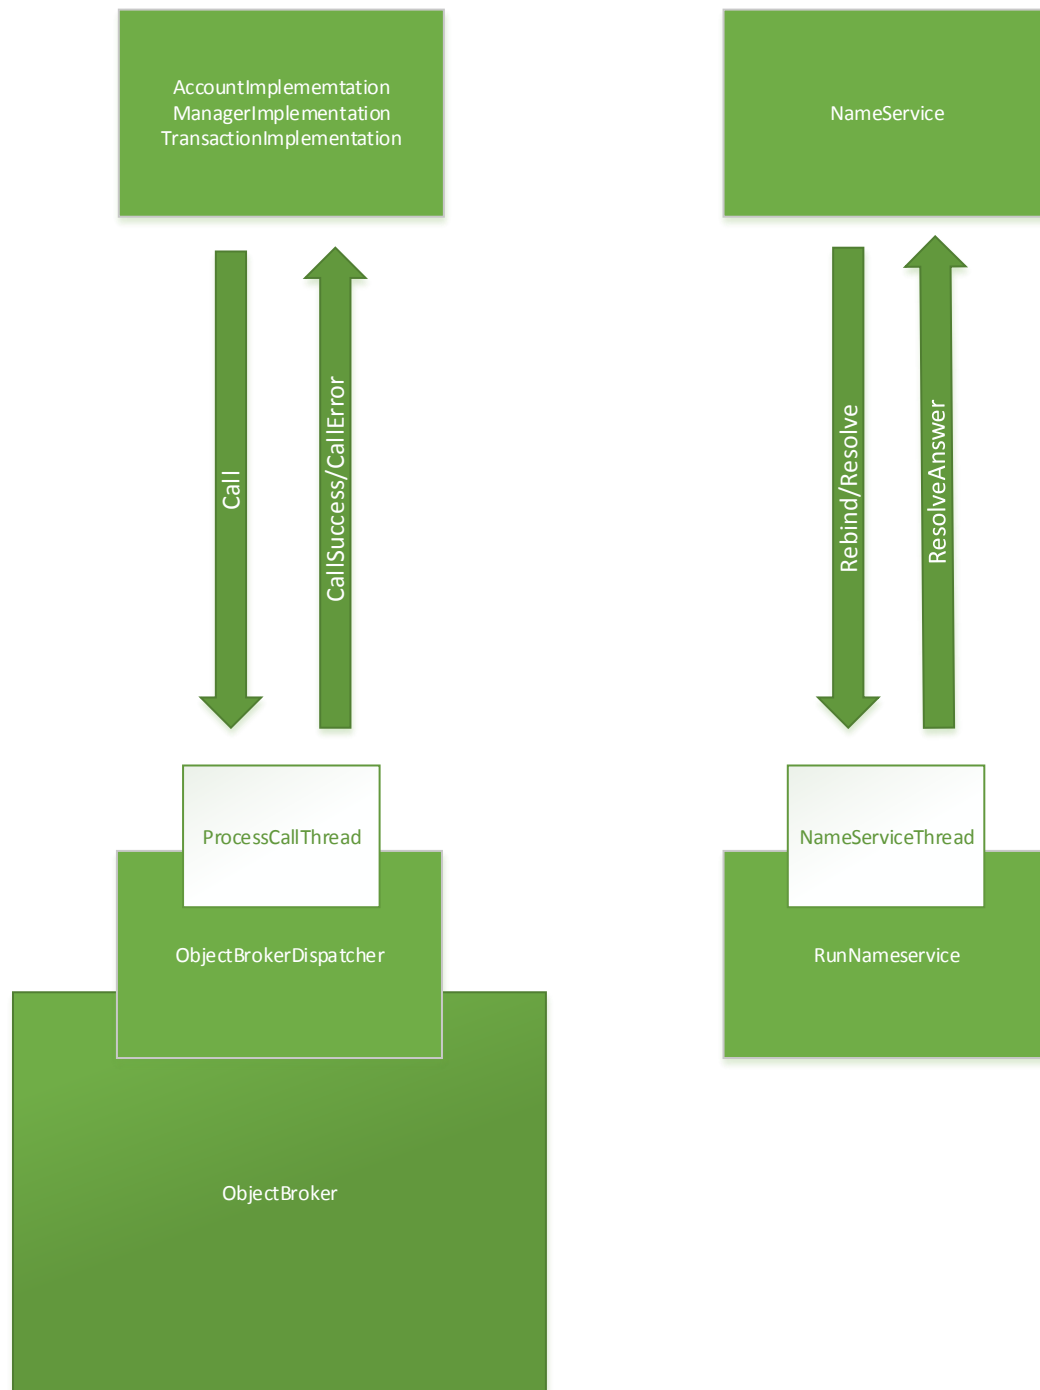 AccountImplememtation
ManagerImplementation
TransactionImplementation
NameService
Call
CallSuccess/CallError
Rebind/Resolve
ResolveAnswer
ProcessCallThread
NameServiceThread
ObjectBrokerDispatcher
RunNameservice
ObjectBroker